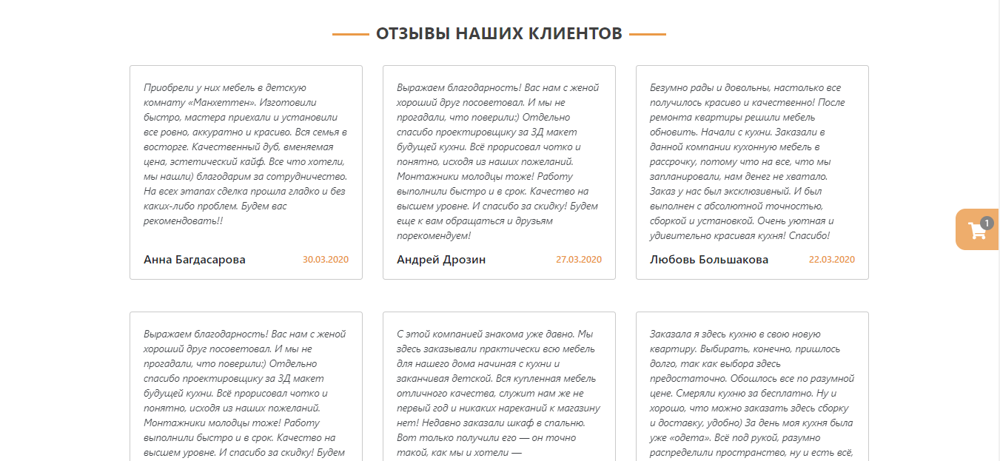 ОТЗЫВЫ НАШИХ КЛИЕНТОВ
Приобрели у них мебель в детскую
комнату «Манхеттен». Изготовили
быстро, мастера приехали и установили
все ровно, аккуратно и красиво. Вся семья в
восторге. Качественный дуб, вменяемая
цена, эстетический кайф. Все что хотели,
мы нашли) благодарим за сотрудничество.
На всех этапах сделка прошла гладко и без
каких-либо проблем. Будем вас
рекомендовать!!
Анна Багдасарова
30.03.2020
Выражаем благодарность! Вас нам с женой
хороший друг посоветовал. И мы не
прогадали, что поверили:) Отдельно
спасибо проектировщику за 3Д макет
будущей кухни. Всё прорисовал чотко и
понятно, исходя из наших пожеланий.
Монтажники молодцы тоже! Работу
выполнили быстро и в срок. Качество на
высшем уровне. И спасибо за скидку! Будем
еще к вам обращаться и друзьям
порекомендуем!
Андрей Дрозин
27.03.2020
Безумно рады и довольны, настолько все
получилось красиво и качественно! После
ремонта квартиры решили мебель
обновить. Начали с кухни. Заказали в
данной компании кухонную мебель в
рассрочку, потому что на все, что мы
запланировали, нам денег не хватало.
Заказ у нас был эксклюзивный. И был
выполнен с абсолютной точностью,
сборкой и установкой. Очень уютная и
удивительно красивая кухня! Спасибо!
Любовь Большакова
22.03.2020
1
Выражаем благодарность! Вас нам с женой
хороший друг посоветовал. И мы не
прогадали, что поверили:) Отдельно
спасибо проектировщику за 3Д макет
будущей кухни. Всё прорисовал чотко и
понятно, исходя из наших пожеланий.
Монтажники молодцы тоже! Работу
выполнили быстро и в срок. Качество на
высшем уровне. И спасибо за скидку! Будем
С этой компанией знакома уже давно. Мы
здесь заказывали практически всю мебель
для нашего дома начиная с кухни и
заканчивая детской. Вся купленная мебель
отличного качества, служит нам же не
первый год и никаких нареканий к магазину
нет! Недавно заказали шкаф в спальню.
Вот только получили его — он точно
такой, как мы и хотели —
Заказала я здесь кухню в свою новую
квартиру. Выбирать, конечно, пришлось
долго, так как выбора здесь
предостаточно. Обошлось все по разумной
цене. Смеряли кухню за бесплатно. Ну и
хорошо, что можно заказать здесь сборку
и доставку, удобно) За день моя кухня была
уже «одета». Всё под рукой, разумно
распределили пространство, ну и есть всё,